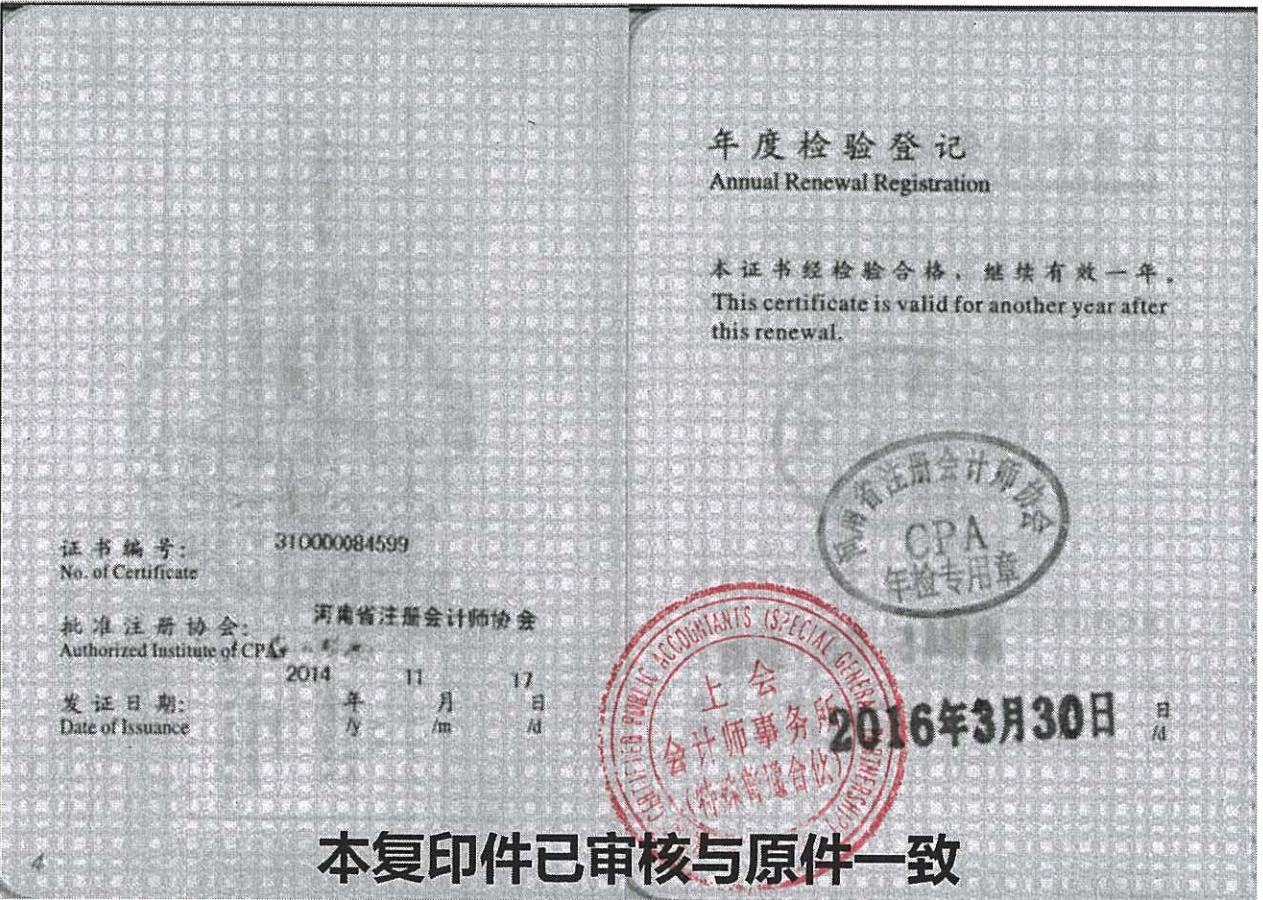 证书编号: 310000084599
No. of Certificate
批准注册协会: 河南省注册会计师协会
Authorized Institute of CPAs
2014 11 17
发证日期: 年 月 日
Date of Issuance /y /m /d
4
年度检验登记
Annual Renewal Registration
本证书经检验合格，继续有效一年。
This certificate is valid for another year after
this renewal.
河南省注册会计师协会
CPA
年检专用章
CERTIFIED PUBLIC ACCOUNTANTS (SPECIAL GENERAL PARTNERSHIP)
上会
会计师事务所
(特殊普通合伙)
2016年3月30日
日
/d
本复印件已审核与原件一致